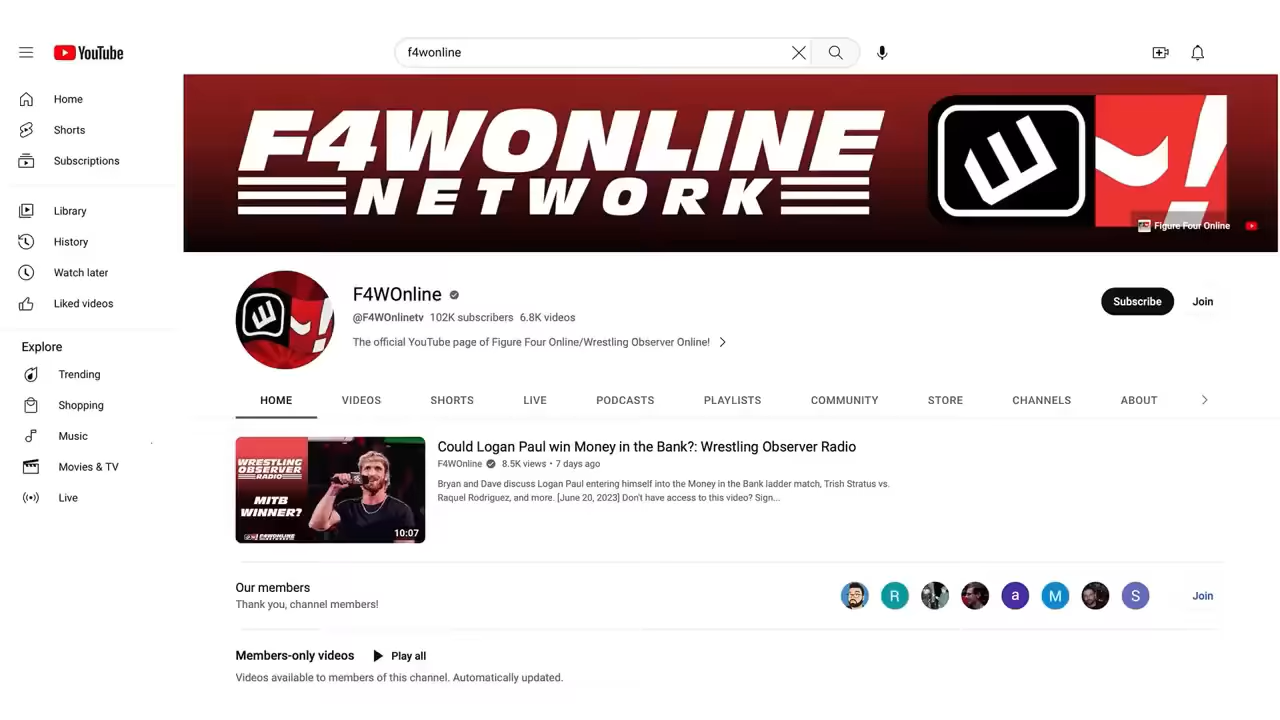 YouTube
f4wonline
Home
Shorts
Subscriptions
Library
History
Watch later
Liked videos
Explore
Trending
Shopping
Music
Movies & TV
Live
F4WONLINE
NETWORK
Figure Four Online
F4WOnline
@F4WOnlinetv 102K subscribers 6.8K videos
The official YouTube page of Figure Four Online/Wrestling Observer Online!
Subscribe
Join
HOME VIDEOS SHORTS LIVE PODCASTS PLAYLISTS COMMUNITY STORE CHANNELS ABOUT
WRESTLING
OBSERVER
RADIO
MITB
WINNER?
F4WONLINE
NETWORK
10:07
Could Logan Paul win Money in the Bank?: Wrestling Observer Radio
F4WOnline 8.5K views • 7 days ago
Bryan and Dave discuss Logan Paul entering himself into the Money in the Bank ladder match, Trish Stratus vs.
Raquel Rodriguez, and more. [June 20, 2023] Don't have access to this video? Sign...
Our members
Thank you, channel members!
R
a
M
S
Join
Members-only videos Play all
Videos available to members of this channel. Automatically updated.